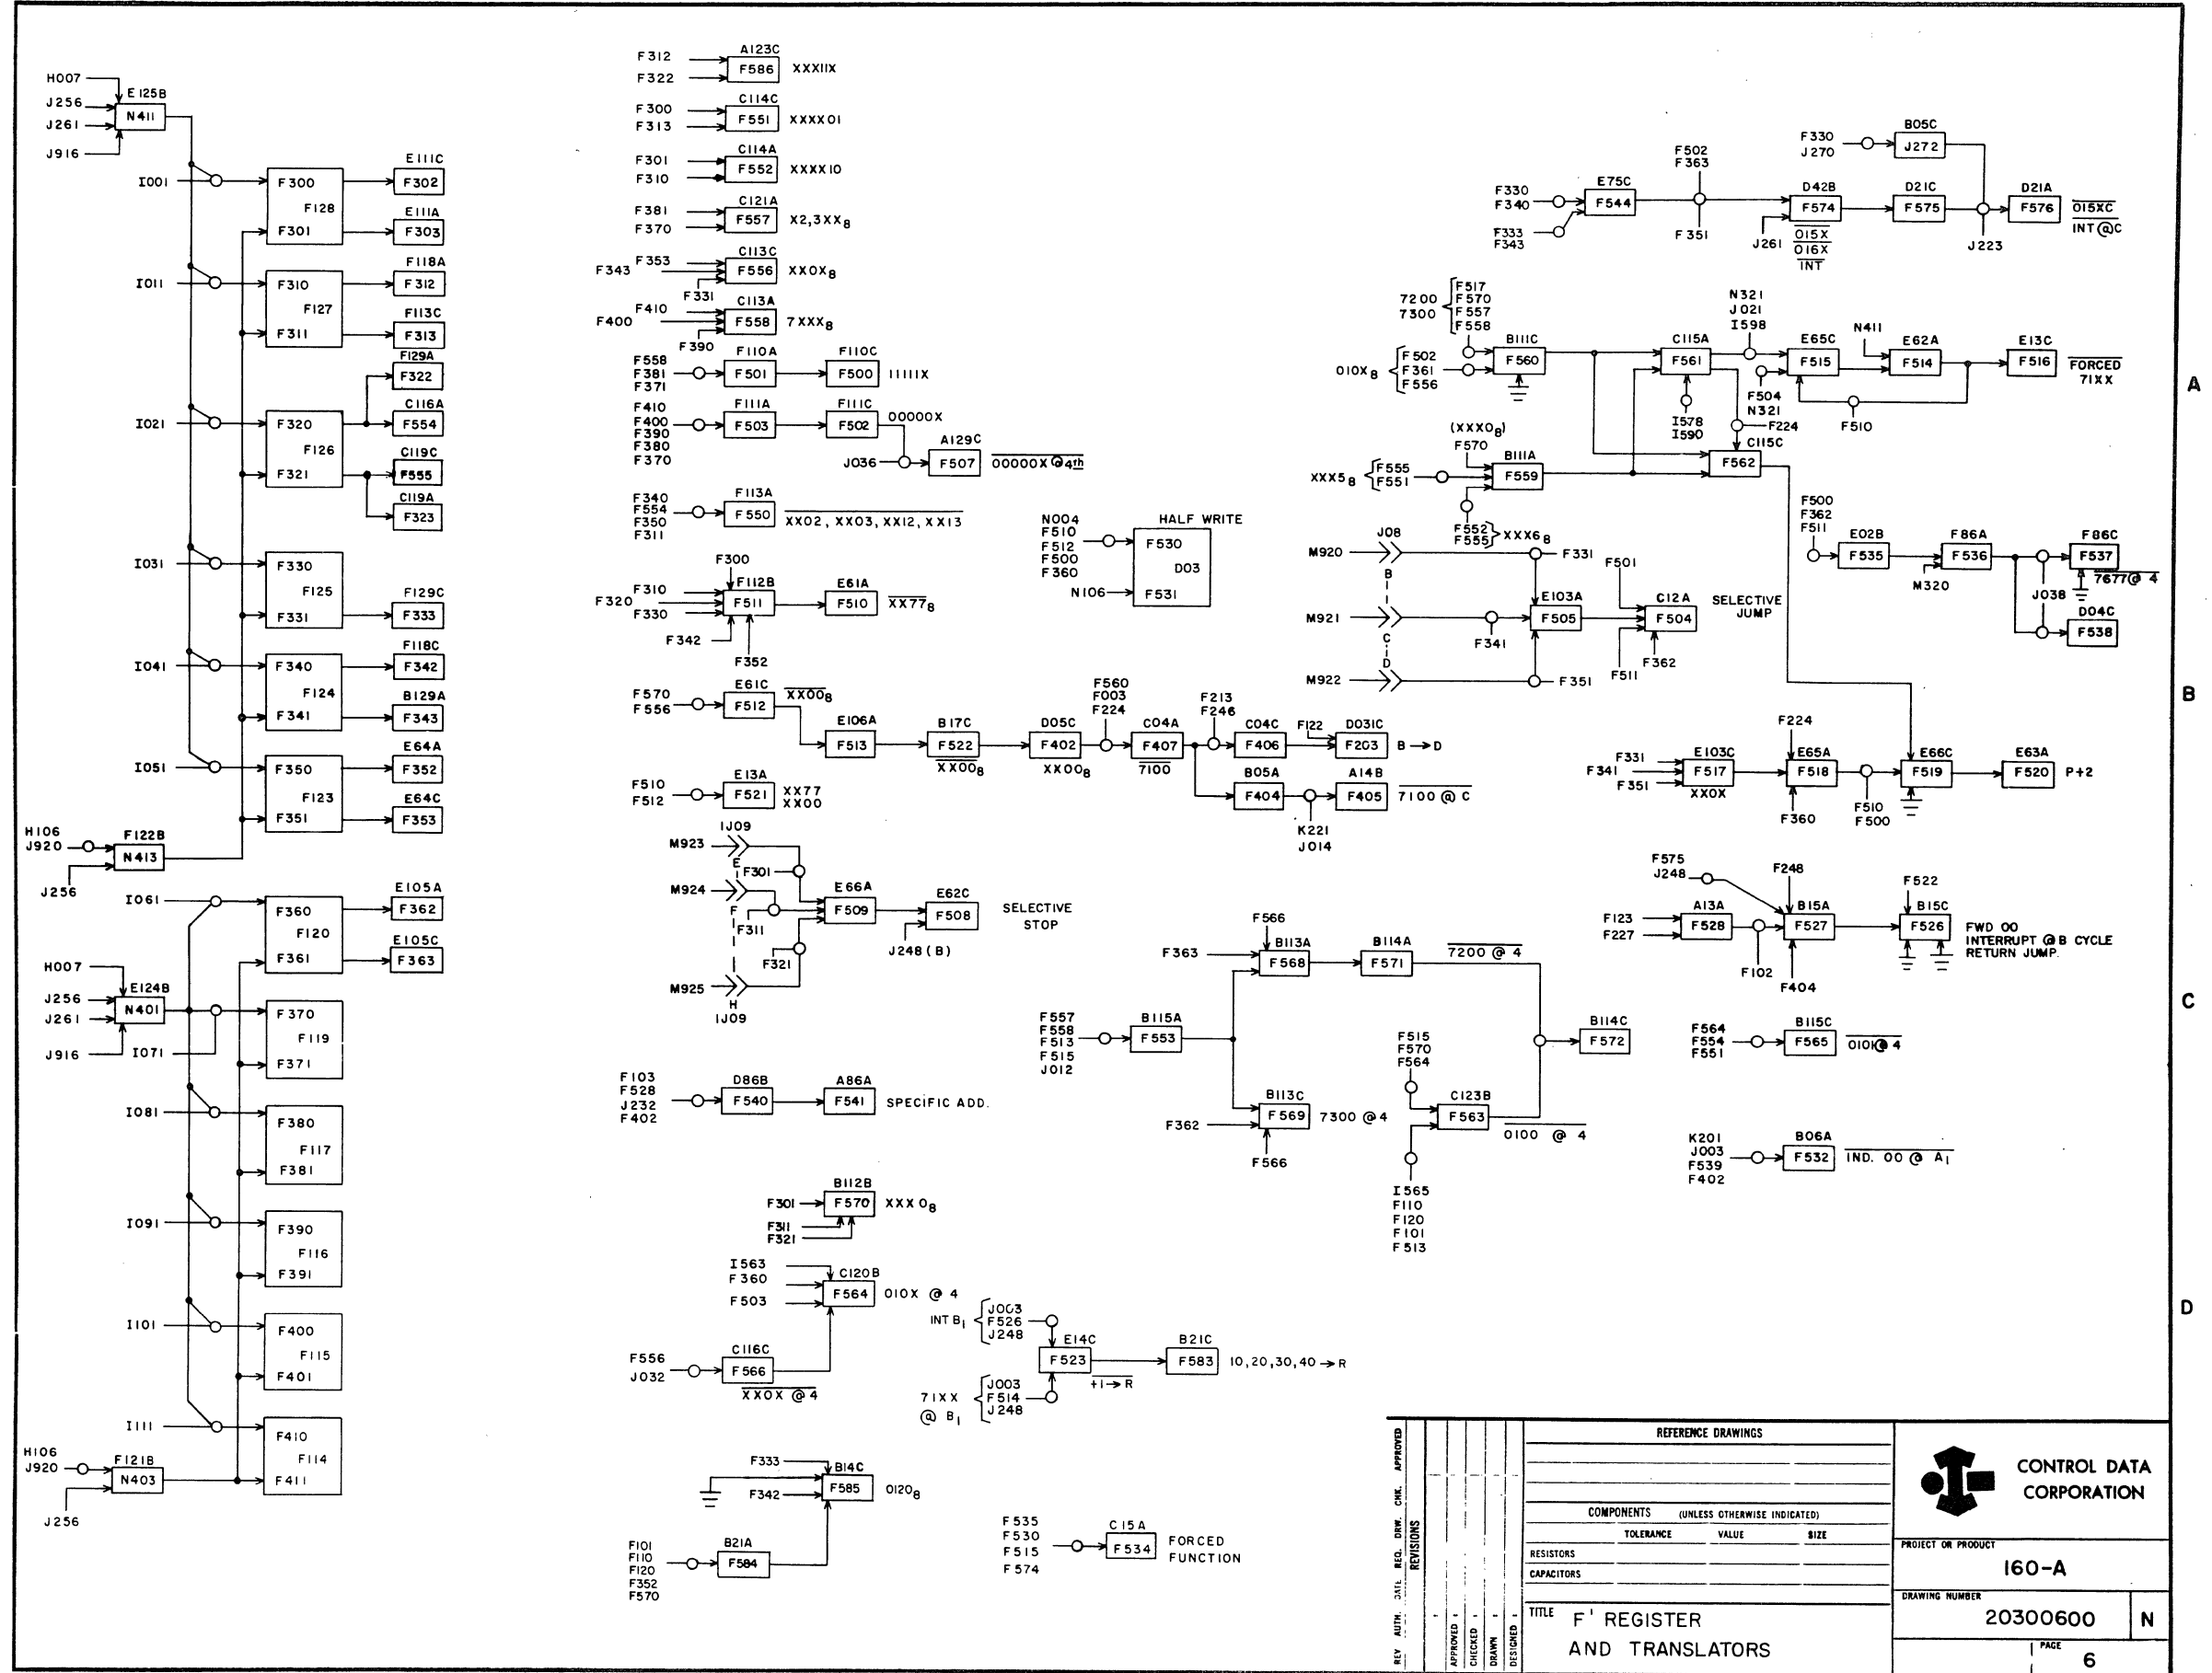 H007
E125B
J256
N411
J261
J916
I001
F300
F128
F301
E111C
F302
E111A
F303
I011
F310
F127
F311
F118A
F312
F113C
F313
F129A
F322
I021
F320
F126
F321
C116A
F554
C119C
F555
C119A
F323
I031
F330
F125
F331
F129C
F333
I041
F340
F124
F341
F118C
F342
B129A
F343
I051
F350
F123
F351
E64A
F352
E64C
F353
H106
J920
F122B
N413
J256
I061
F360
F120
F361
E105A
F362
E105C
F363
H007
E124B
J256
N401
J261
J916
I071
F370
F119
F371
I081
F380
F117
F381
I091
F390
F116
F391
I101
F400
F115
F401
I111
F410
F114
F411
H106
J920
F121B
N403
J256
F312
F322
A123C
F586
XXX11X
F300
F313
C114C
F551
XXXX01
F301
F310
C114A
F552
XXXX10
F381
F370
C121A
F557
X2,3XX8
F343
F353
F331
C113C
F556
XX0X8
F400
F410
F390
C113A
F558
7XXX8
F558
F381
F371
F110A
F501
F110C
F500
11111X
F410
F400
F390
F380
F370
F111A
F503
F111C
F502
00000X
J036
A129C
F507
00000X @ 4th
F340
F554
F350
F311
F113A
F550
XX02, XX03, XX12, XX13
F300
F310
F320
F330
F342
F352
F112B
F511
E61A
F510
XX778
F570
F556
E61C
F512
XX008
E106A
F513
B17C
F522
XX008
D05C
F402
XX008
F560
F003
F224
C04A
F407
7100
F213
F246
C04C
F406
F122
D031C
F203
B → D
B05A
F404
K221
J014
A14B
F405
7100 @ C
F510
F512
E13A
F521
XX77
XX00
1J09
M923
E
F301
M924
F
F311
F321
M925
H
1J09
E66A
F509
E62C
F508
J248 (B)
SELECTIVE
STOP
F103
F528
J232
F402
D86B
F540
A86A
F541
SPECIFIC ADD.
F301
F311
F321
B112B
F570
XXX08
I563
F360
F503
C120B
F564
010X @ 4
F556
J032
C116C
F566
XX0X @ 4
F333
F342
B14C
F585
01208
F101
F110
F120
F352
F570
B21A
F584
N004
F510
F512
F500
F360
N106
HALF WRITE
F530
D03
F531
F557
F558
F513
F515
J012
B115A
F553
F566
F363
B113A
F568
B114A
F571
7200 @ 4
F362
B113C
F569
F566
7300 @ 4
F515
F570
F564
C123B
F563
0100 @ 4
I565
F110
F120
F101
F513
B114C
F572
INT B1
J003
F526
J248
E14C
F523
+1→R
71XX
@ B1
J003
F514
J248
B21C
F583
10,20,30,40→R
F535
F530
F515
F574
C15A
F534
FORCED
FUNCTION
F330
F340
F333
F343
E75C
F544
F502
F363
F351
D42B
F574
J261
015X
016X
INT
D21C
F575
F330
J270
B05C
J272
J223
D21A
F576
015XC
INT @ C
7200
7300
F517
F570
F557
F558
010X8
F502
F361
F556
B111C
F560
C115A
F561
I578
I590
N321
J021
I598
E65C
F515
F504
N321
F224
N411
E62A
F514
F510
E13C
F516
FORCED
71XX
(XXX08)
F570
XXX58
F555
F551
B111A
F559
F552
F555
XXX68
C115C
F562
J08
M920
B
M921
C
D
M922
F331
F341
F351
E103A
F505
F501
F511
C12A
F504
F362
SELECTIVE
JUMP
F500
F362
F511
E02B
F535
F86A
F536
M320
F86C
F537
7677 @ 4
J038
D04C
F538
F331
F341
F351
E103C
F517
XX0X
F224
E65A
F518
F360
F510
F500
E66C
F519
E63A
F520
P+2
F575
J248
F123
F227
A13A
F528
F102
F248
B15A
F527
F404
F522
B15C
F526
FWD 00
INTERRUPT @ B CYCLE
RETURN JUMP.
F564
F554
F551
B115C
F565
0101 @ 4
K201
J003
F539
F402
B06A
F532
IND. 00 @ A1
A
B
C
D
REV AUTH. DATE REQ. DRW. CHK. APPROVED
REVISIONS
APPROVED
CHECKED
DRAWN
DESIGNED
REFERENCE DRAWINGS
COMPONENTS (UNLESS OTHERWISE INDICATED)
TOLERANCE VALUE SIZE
RESISTORS
CAPACITORS
TITLE F' REGISTER
AND TRANSLATORS
CONTROL DATA
CORPORATION
PROJECT OR PRODUCT
160-A
DRAWING NUMBER
20300600 N
PAGE
6